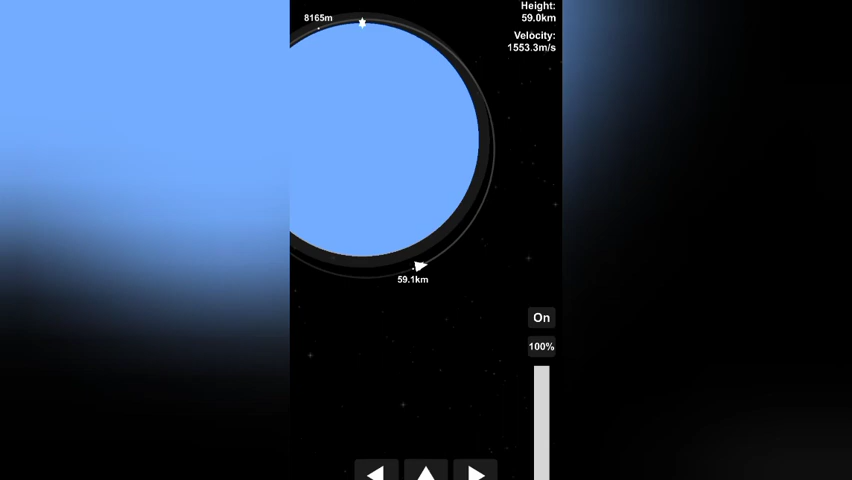 8165m
Height:
59.0km
Velocity:
1553.3m/s
59.1km
On
100%